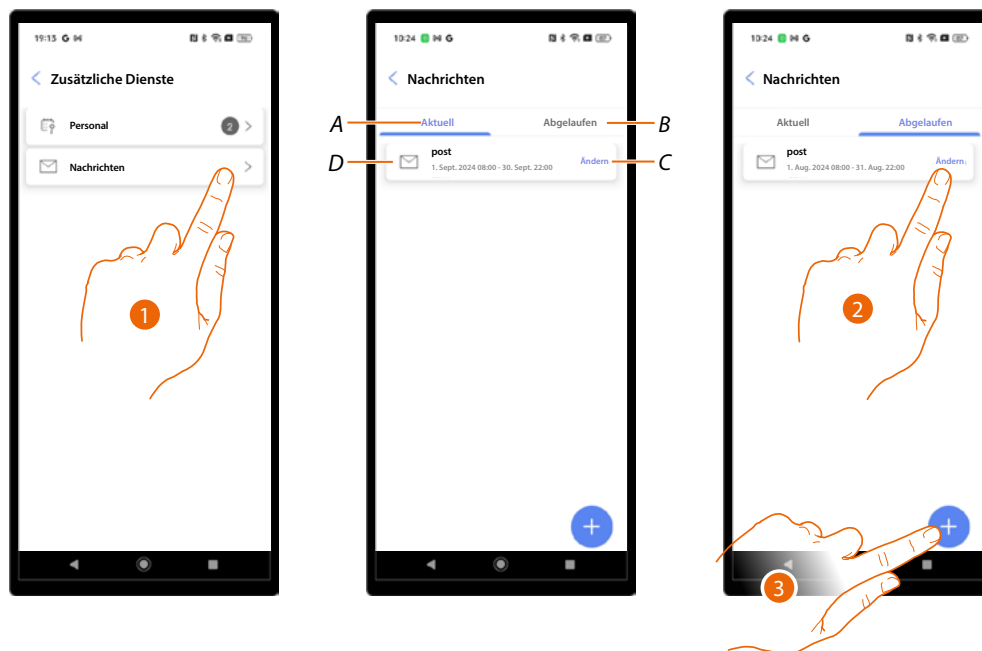 19:15 G
Zusätzliche Dienste
Personal 2
Nachrichten
1
10:24 G
Nachrichten
A Aktuell Abgelaufen B
D post
1. Sept. 2024 08:00 - 30. Sept. 22:00 Ändern C
+
10:24 G
Nachrichten
Aktuell Abgelaufen
post
1. Aug. 2024 08:00 - 31. Aug. 22:00 Ändern
2
+
3